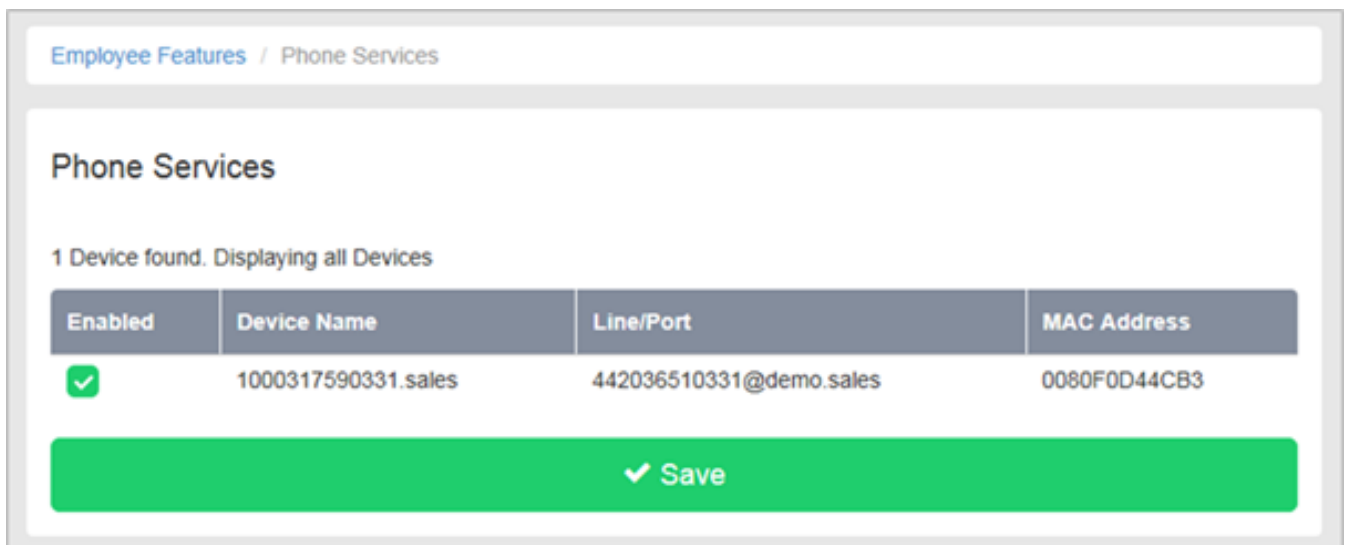 Employee Features / Phone Services
Phone Services
1 Device found. Displaying all Devices
Enabled Device Name Line/Port MAC Address
1000317590331.sales 442036510331@demo.sales 0080F0D44CB3
Save